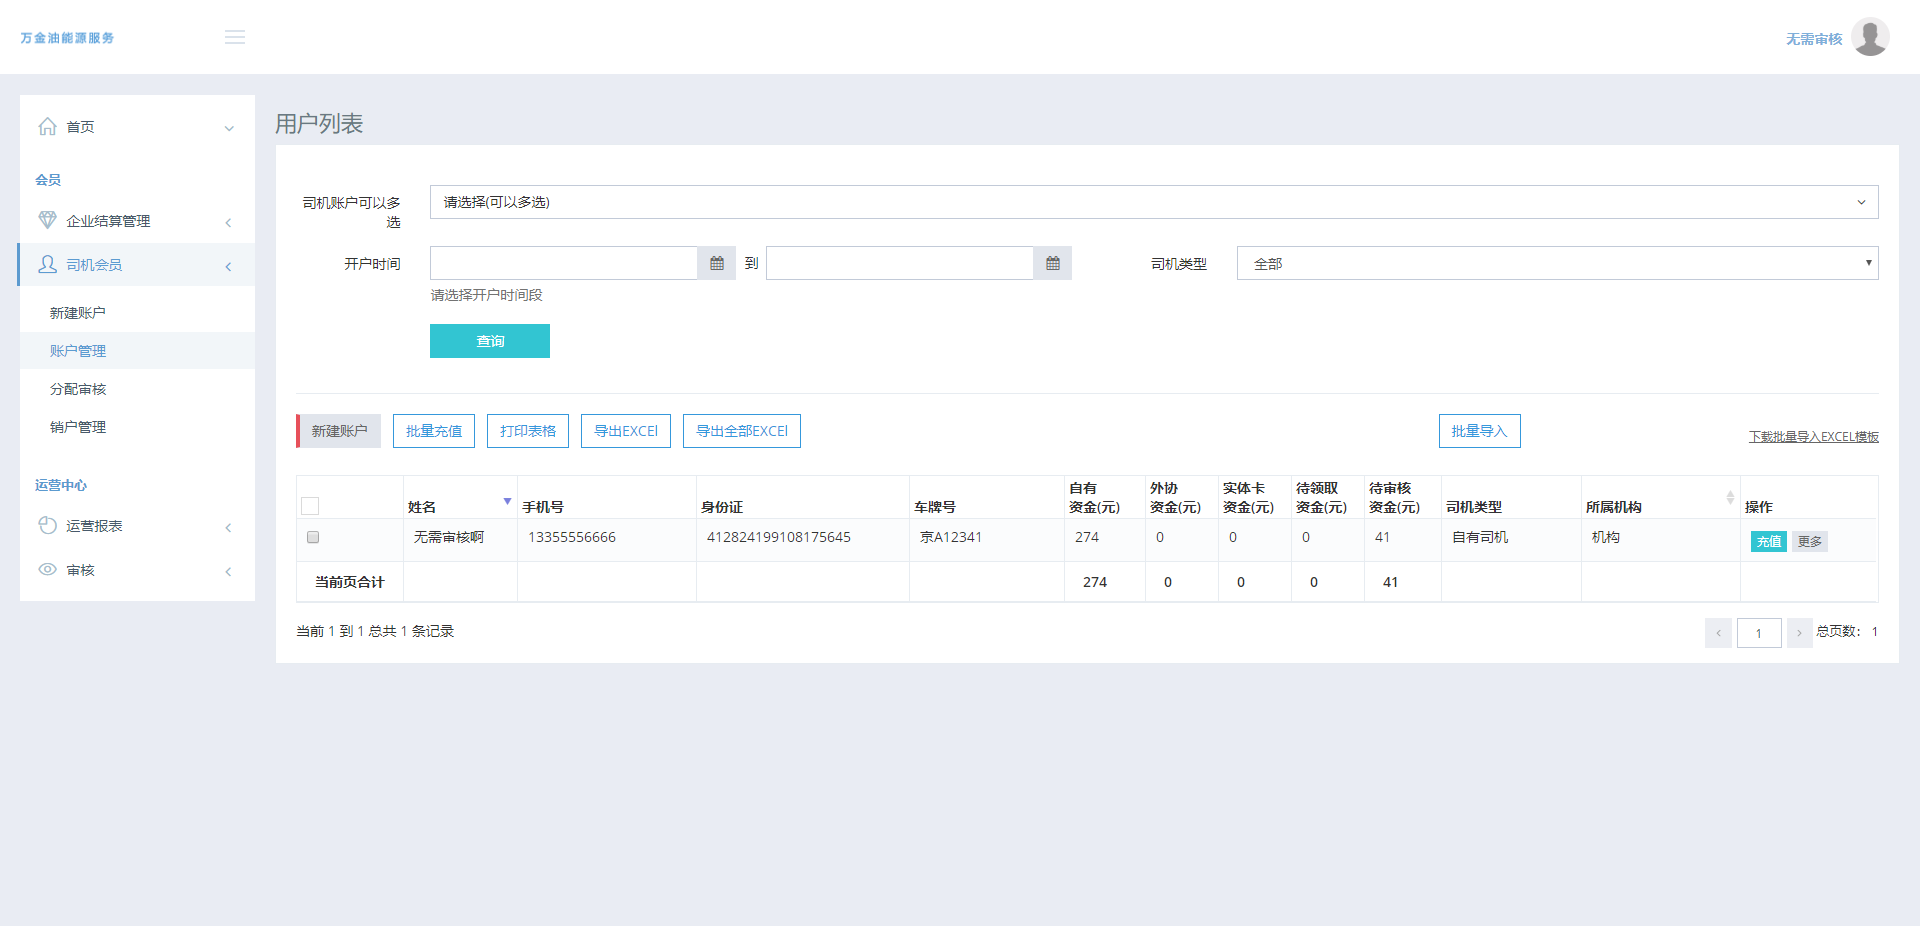 万金油能源服务
无需审核
首页
会员
企业结算管理
司机会员
新建账户
账户管理
分配审核
销户管理
运营中心
运营报表
审核
用户列表
司机账户可以多选
请选择(可以多选)
开户时间
到
司机类型
全部
请选择开户时间段
查询
新建账户
批量充值
打印表格
导出EXCEl
导出全部EXCEl
批量导入
下载批量导入EXCEL模板
姓名 手机号 身份证 车牌号 自有资金(元) 外协资金(元) 实体卡资金(元) 待领取资金(元) 待审核资金(元) 司机类型 所属机构 操作
无需审核啊 13355556666 412824199108175645 京A12341 274 0 0 0 41 自有司机 机构 充值 更多
当前页合计 274 0 0 0 41
当前 1 到 1 总共 1 条记录
1
总页数： 1